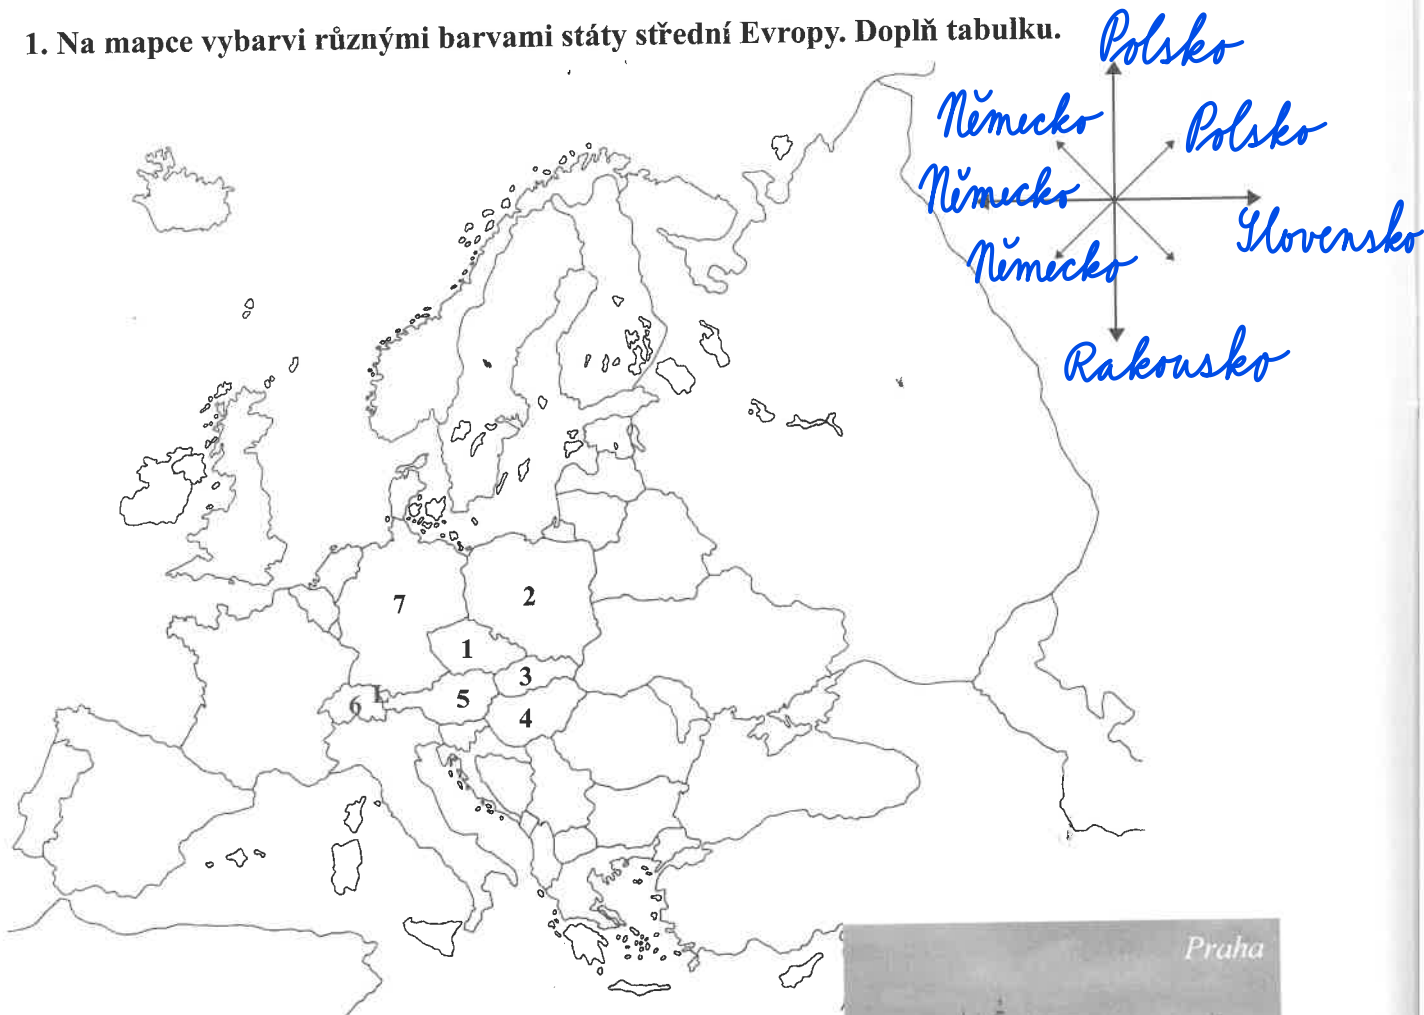 1. Na mapce vybarvi různými barvami státy střední Evropy. Doplň tabulku.
Polsko
Německo
Polsko
Německo
Slovensko
Německo
Rakousko
7
2
1
3
L
6
5
4
Praha